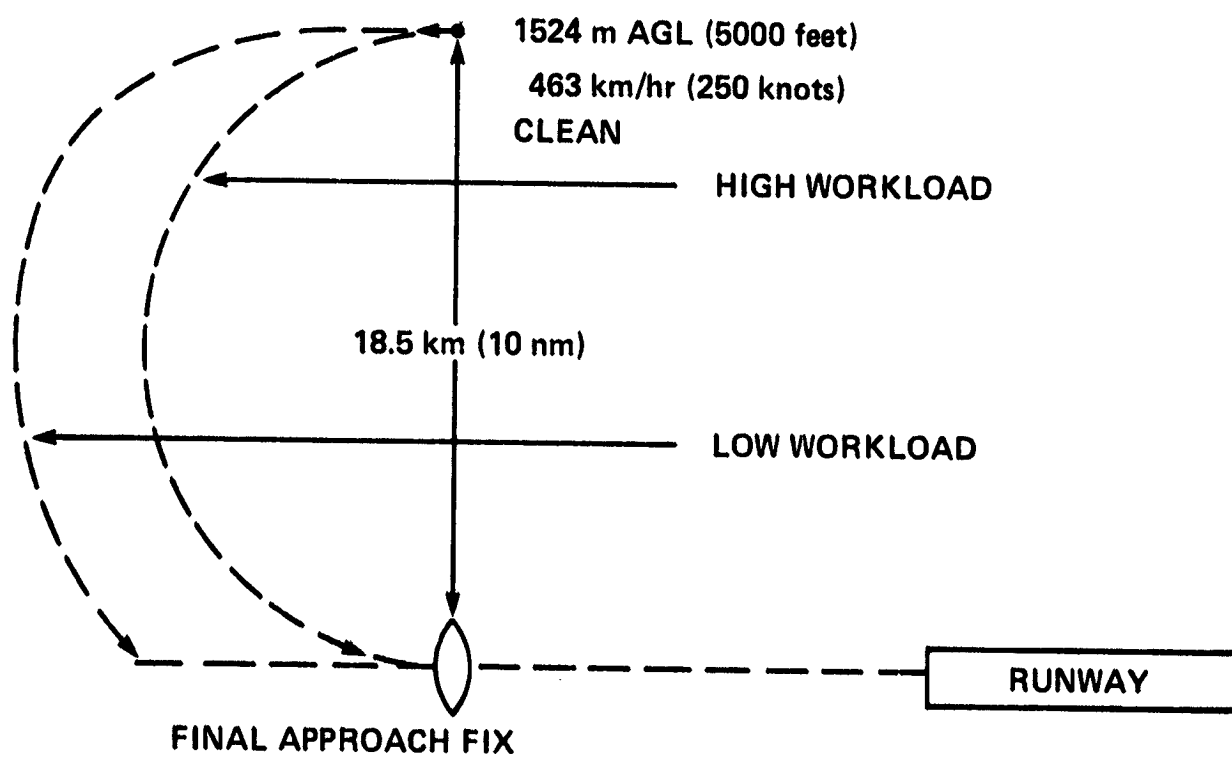 1524 m AGL (5000 feet)
463 km/hr (250 knots)
CLEAN
HIGH WORKLOAD
18.5 km (10 nm)
LOW WORKLOAD
RUNWAY
FINAL APPROACH FIX